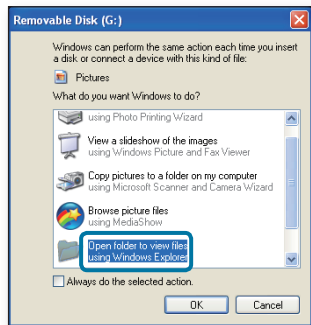 Removable Disk (G:)
Windows can perform the same action each time you insert
a disk or connect a device with this kind of file:
Pictures
What do you want Windows to do?
using Photo Printing Wizard
View a slideshow of the images
using Windows Picture and Fax Viewer
Copy pictures to a folder on my computer
using Microsoft Scanner and Camera Wizard
Browse picture files
using MediaShow
Open folder to view files
using Windows Explorer
Always do the selected action.
OK Cancel